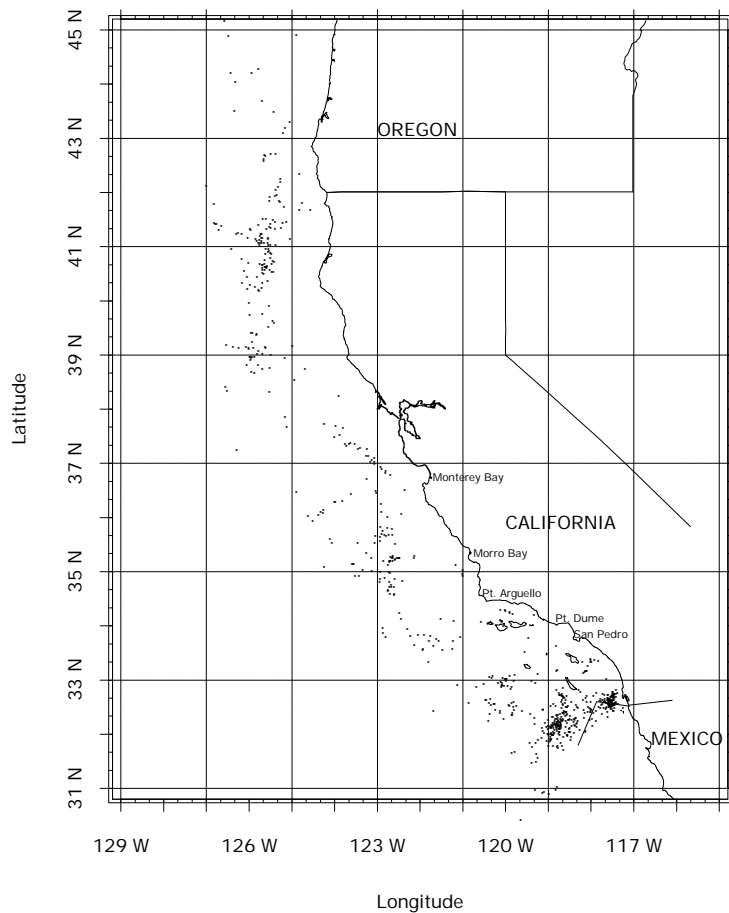 45 N
43 N
41 N
39 N
37 N
35 N
33 N
31 N
Latitude
OREGON
Monterey Bay
CALIFORNIA
Morro Bay
Pt. Arguello
Pt. Dume
San Pedro
MEXICO
129 W
126 W
123 W
120 W
117 W
Longitude